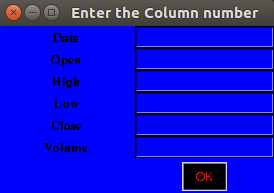 Enter the Column number
Date
Open
High
Low
Close
Volume
OK